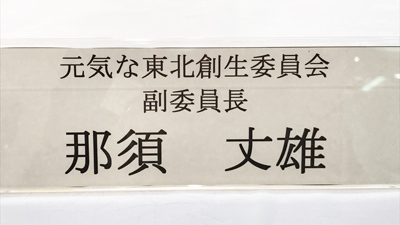 元気な東北創生委員会
副委員長
那須　丈雄